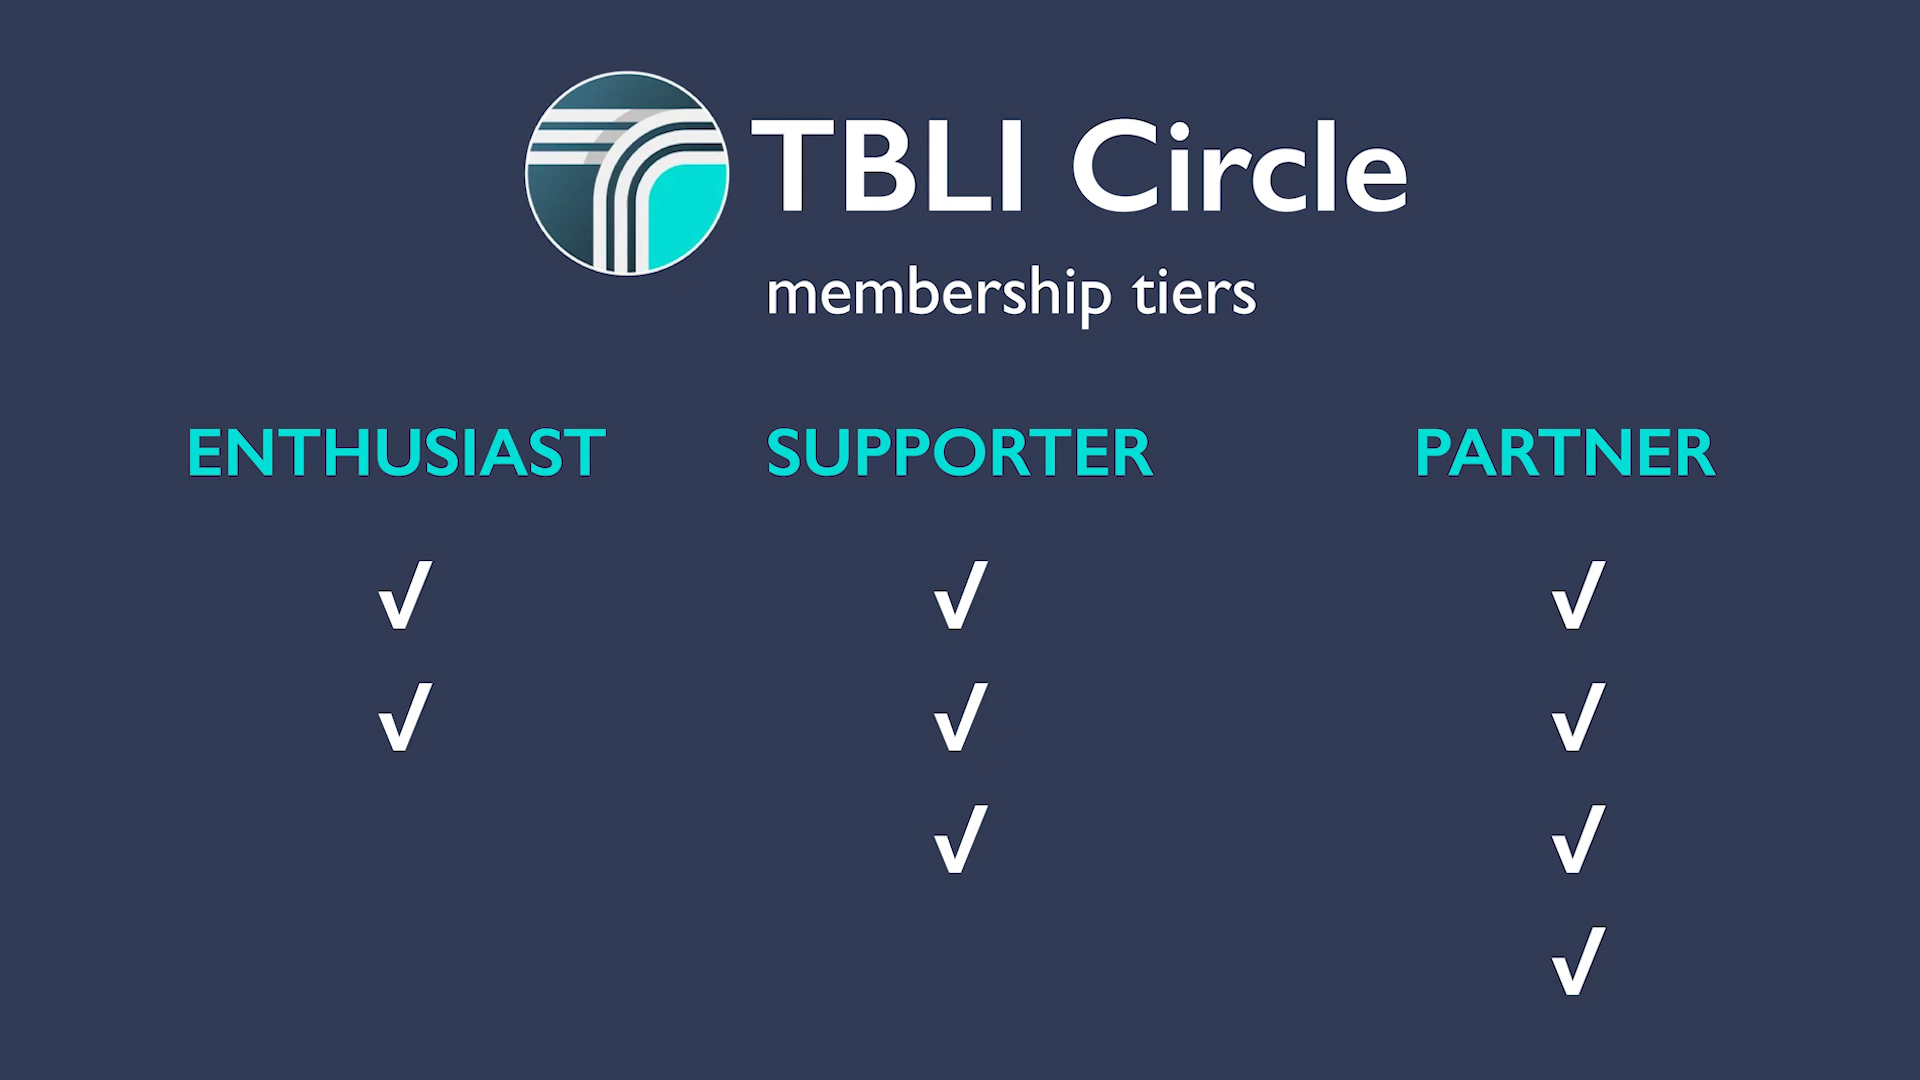 TBLI Circle
membership tiers
ENTHUSIAST SUPPORTER PARTNER
√ √ √
√ √ √
√ √
√